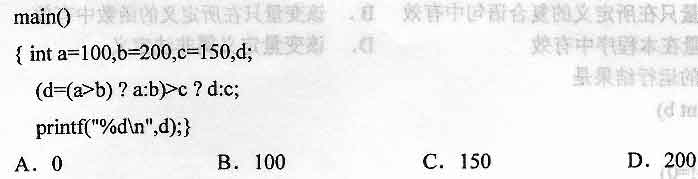 main()
{ int a=100,b=200,c=150,d;
(d=(a>b) ? a:b)>c ? d:c;
printf("%d\n",d);}
A. 0 B. 100 C. 150 D. 200